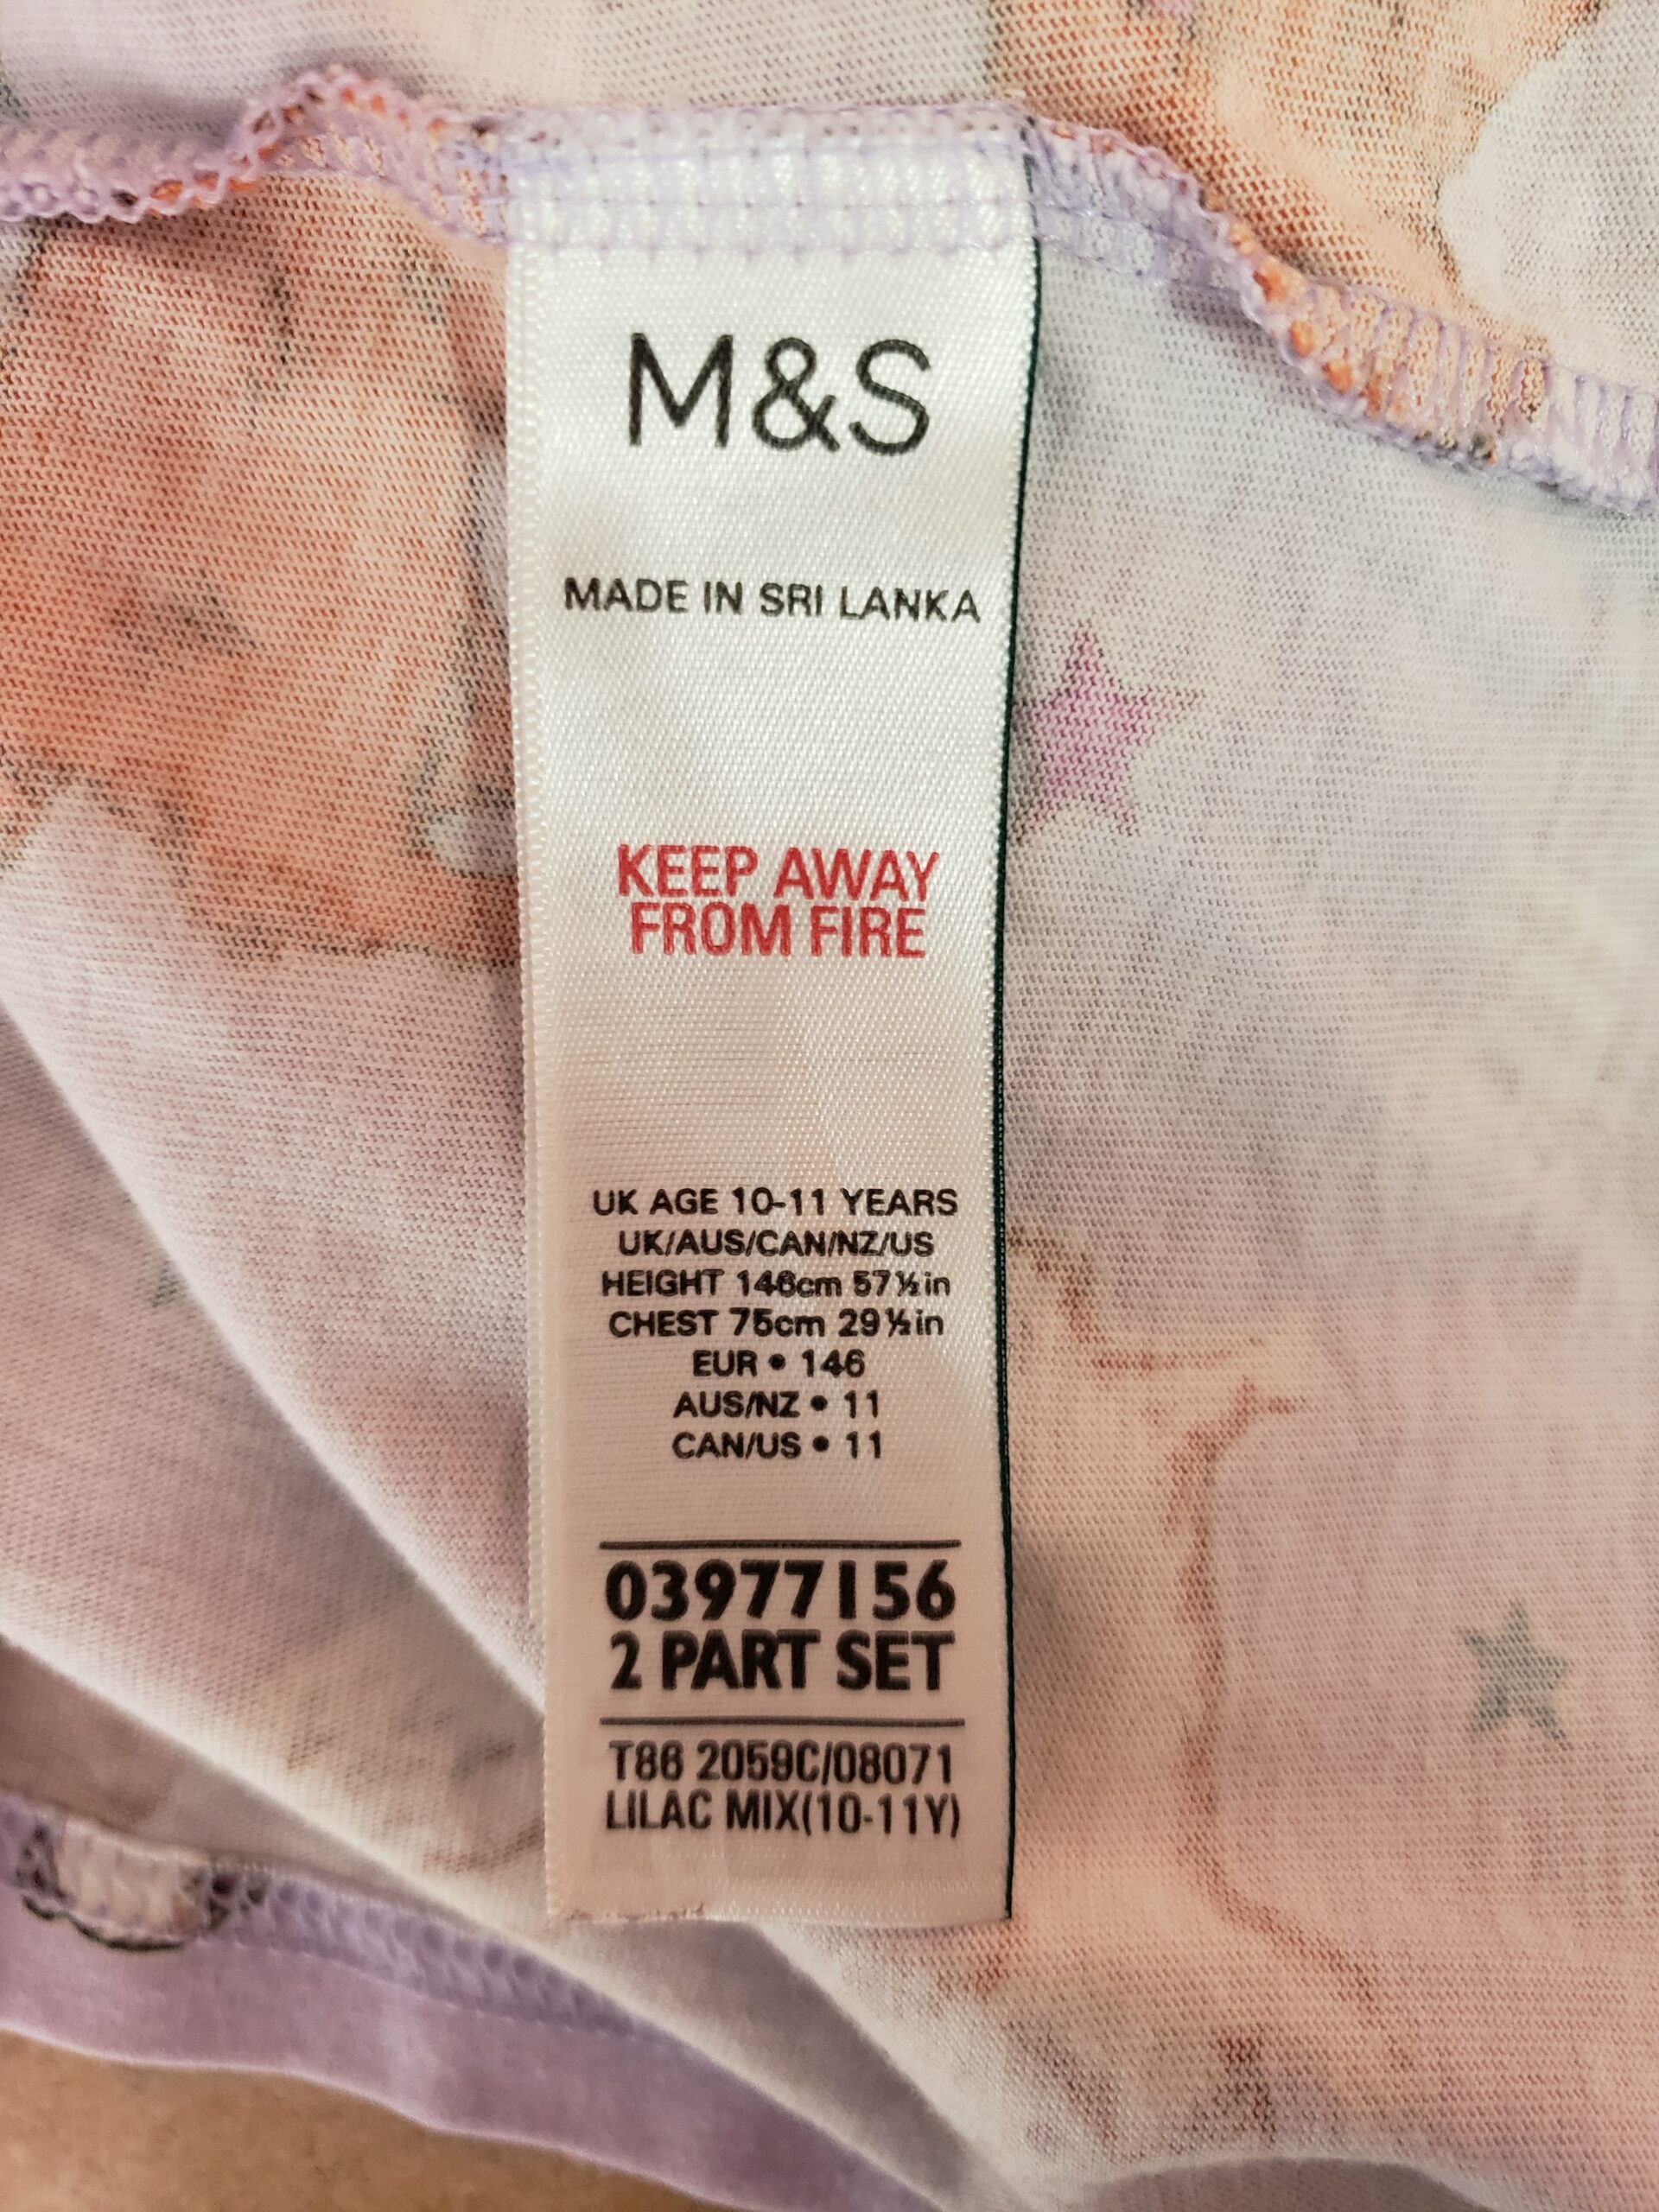 M&S
MADE IN SRI LANKA
KEEP AWAY
FROM FIRE
UK AGE 10-11 YEARS
UK/AUS/CAN/NZ/US
HEIGHT 146cm 57½in
CHEST 75cm 29½in
EUR • 146
AUS/NZ • 11
CAN/US • 11
03977156
2 PART SET
T86 2059C/08071
LILAC MIX(10-11Y)